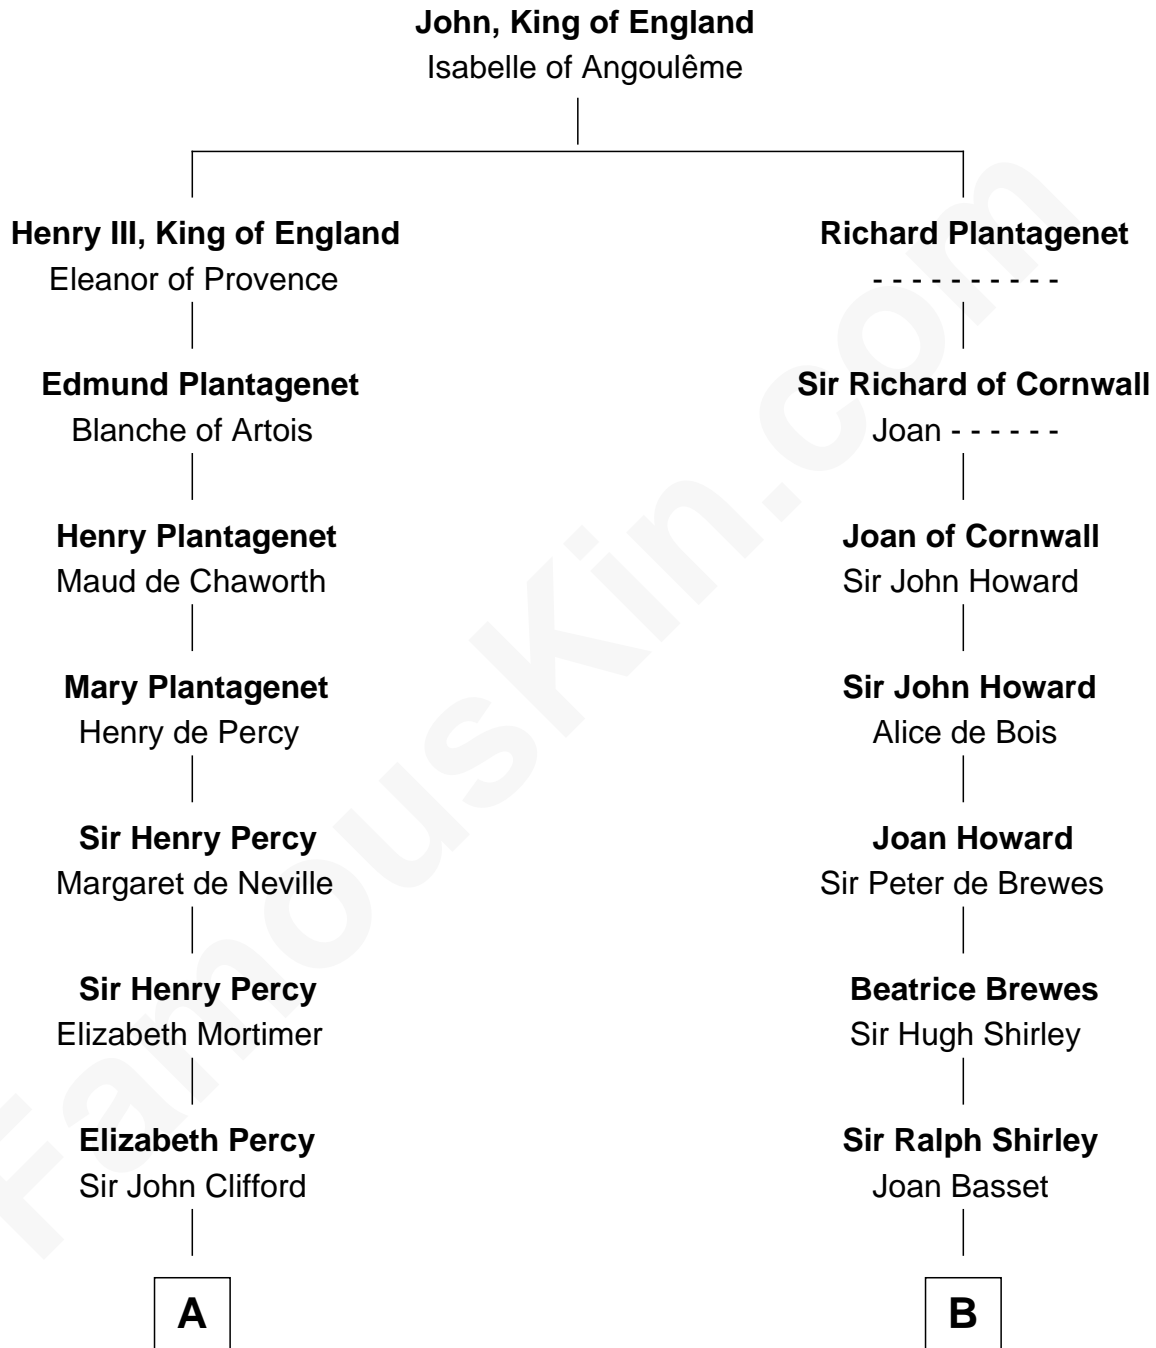 John, King of England
Isabelle of Angoulême
Henry III, King of England
Eleanor of Provence
Edmund Plantagenet
Blanche of Artois
Henry Plantagenet
Maud de Chaworth
Mary Plantagenet
Henry de Percy
Sir Henry Percy
Margaret de Neville
Sir Henry Percy
Elizabeth Mortimer
Elizabeth Percy
Sir John Clifford
A
Richard Plantagenet
- - - - - - - - - -
Sir Richard of Cornwall
Joan - - - - - -
Joan of Cornwall
Sir John Howard
Sir John Howard
Alice de Bois
Joan Howard
Sir Peter de Brewes
Beatrice Brewes
Sir Hugh Shirley
Sir Ralph Shirley
Joan Basset
B
FamousKin.com